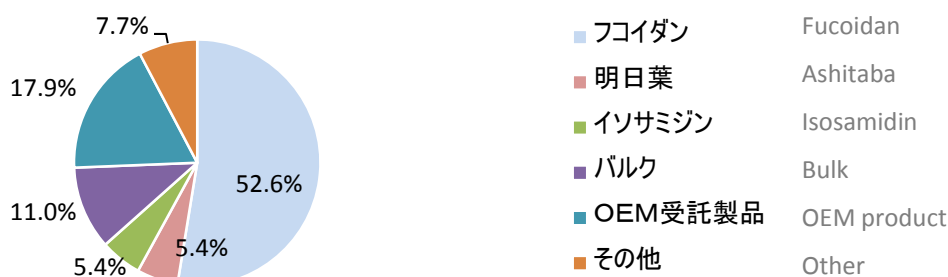 7.7%
17.9%
52.6%
11.0%
5.4%
5.4%
フコイダン Fucoidan
明日葉 Ashitaba
イソサミジン Isosamidin
バルク Bulk
OEM受託製品 OEM product
その他 Other